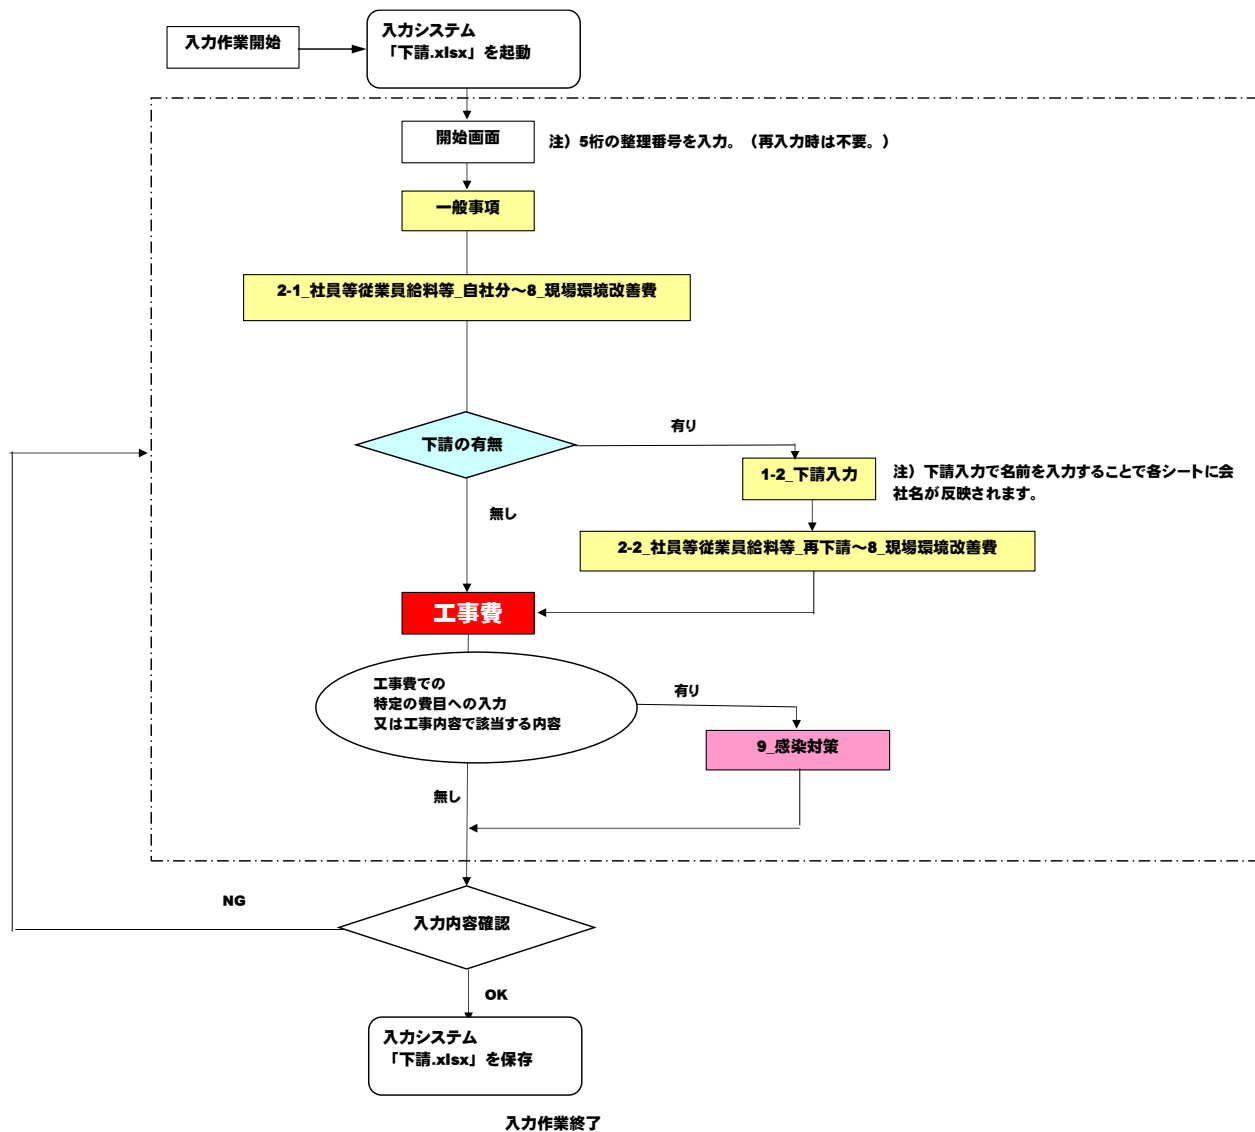 入力作業開始
入力システム
「下請.xlsx」を起動
開始画面
注）5桁の整理番号を入力。（再入力時は不要。）
一般事項
2-1_社員等従業員給料等_自社分～8_現場環境改善費
下請の有無
有り
1-2_下請入力
注）下請入力で名前を入力することで各シートに会
社名が反映されます。
無し
2-2_社員等従業員給料等_再下請～8_現場環境改善費
工事費
工事費での
特定の費目への入力
又は工事内容で該当する内容
有り
9_感染対策
無し
NG
入力内容確認
OK
入力システム
「下請.xlsx」を保存
入力作業終了